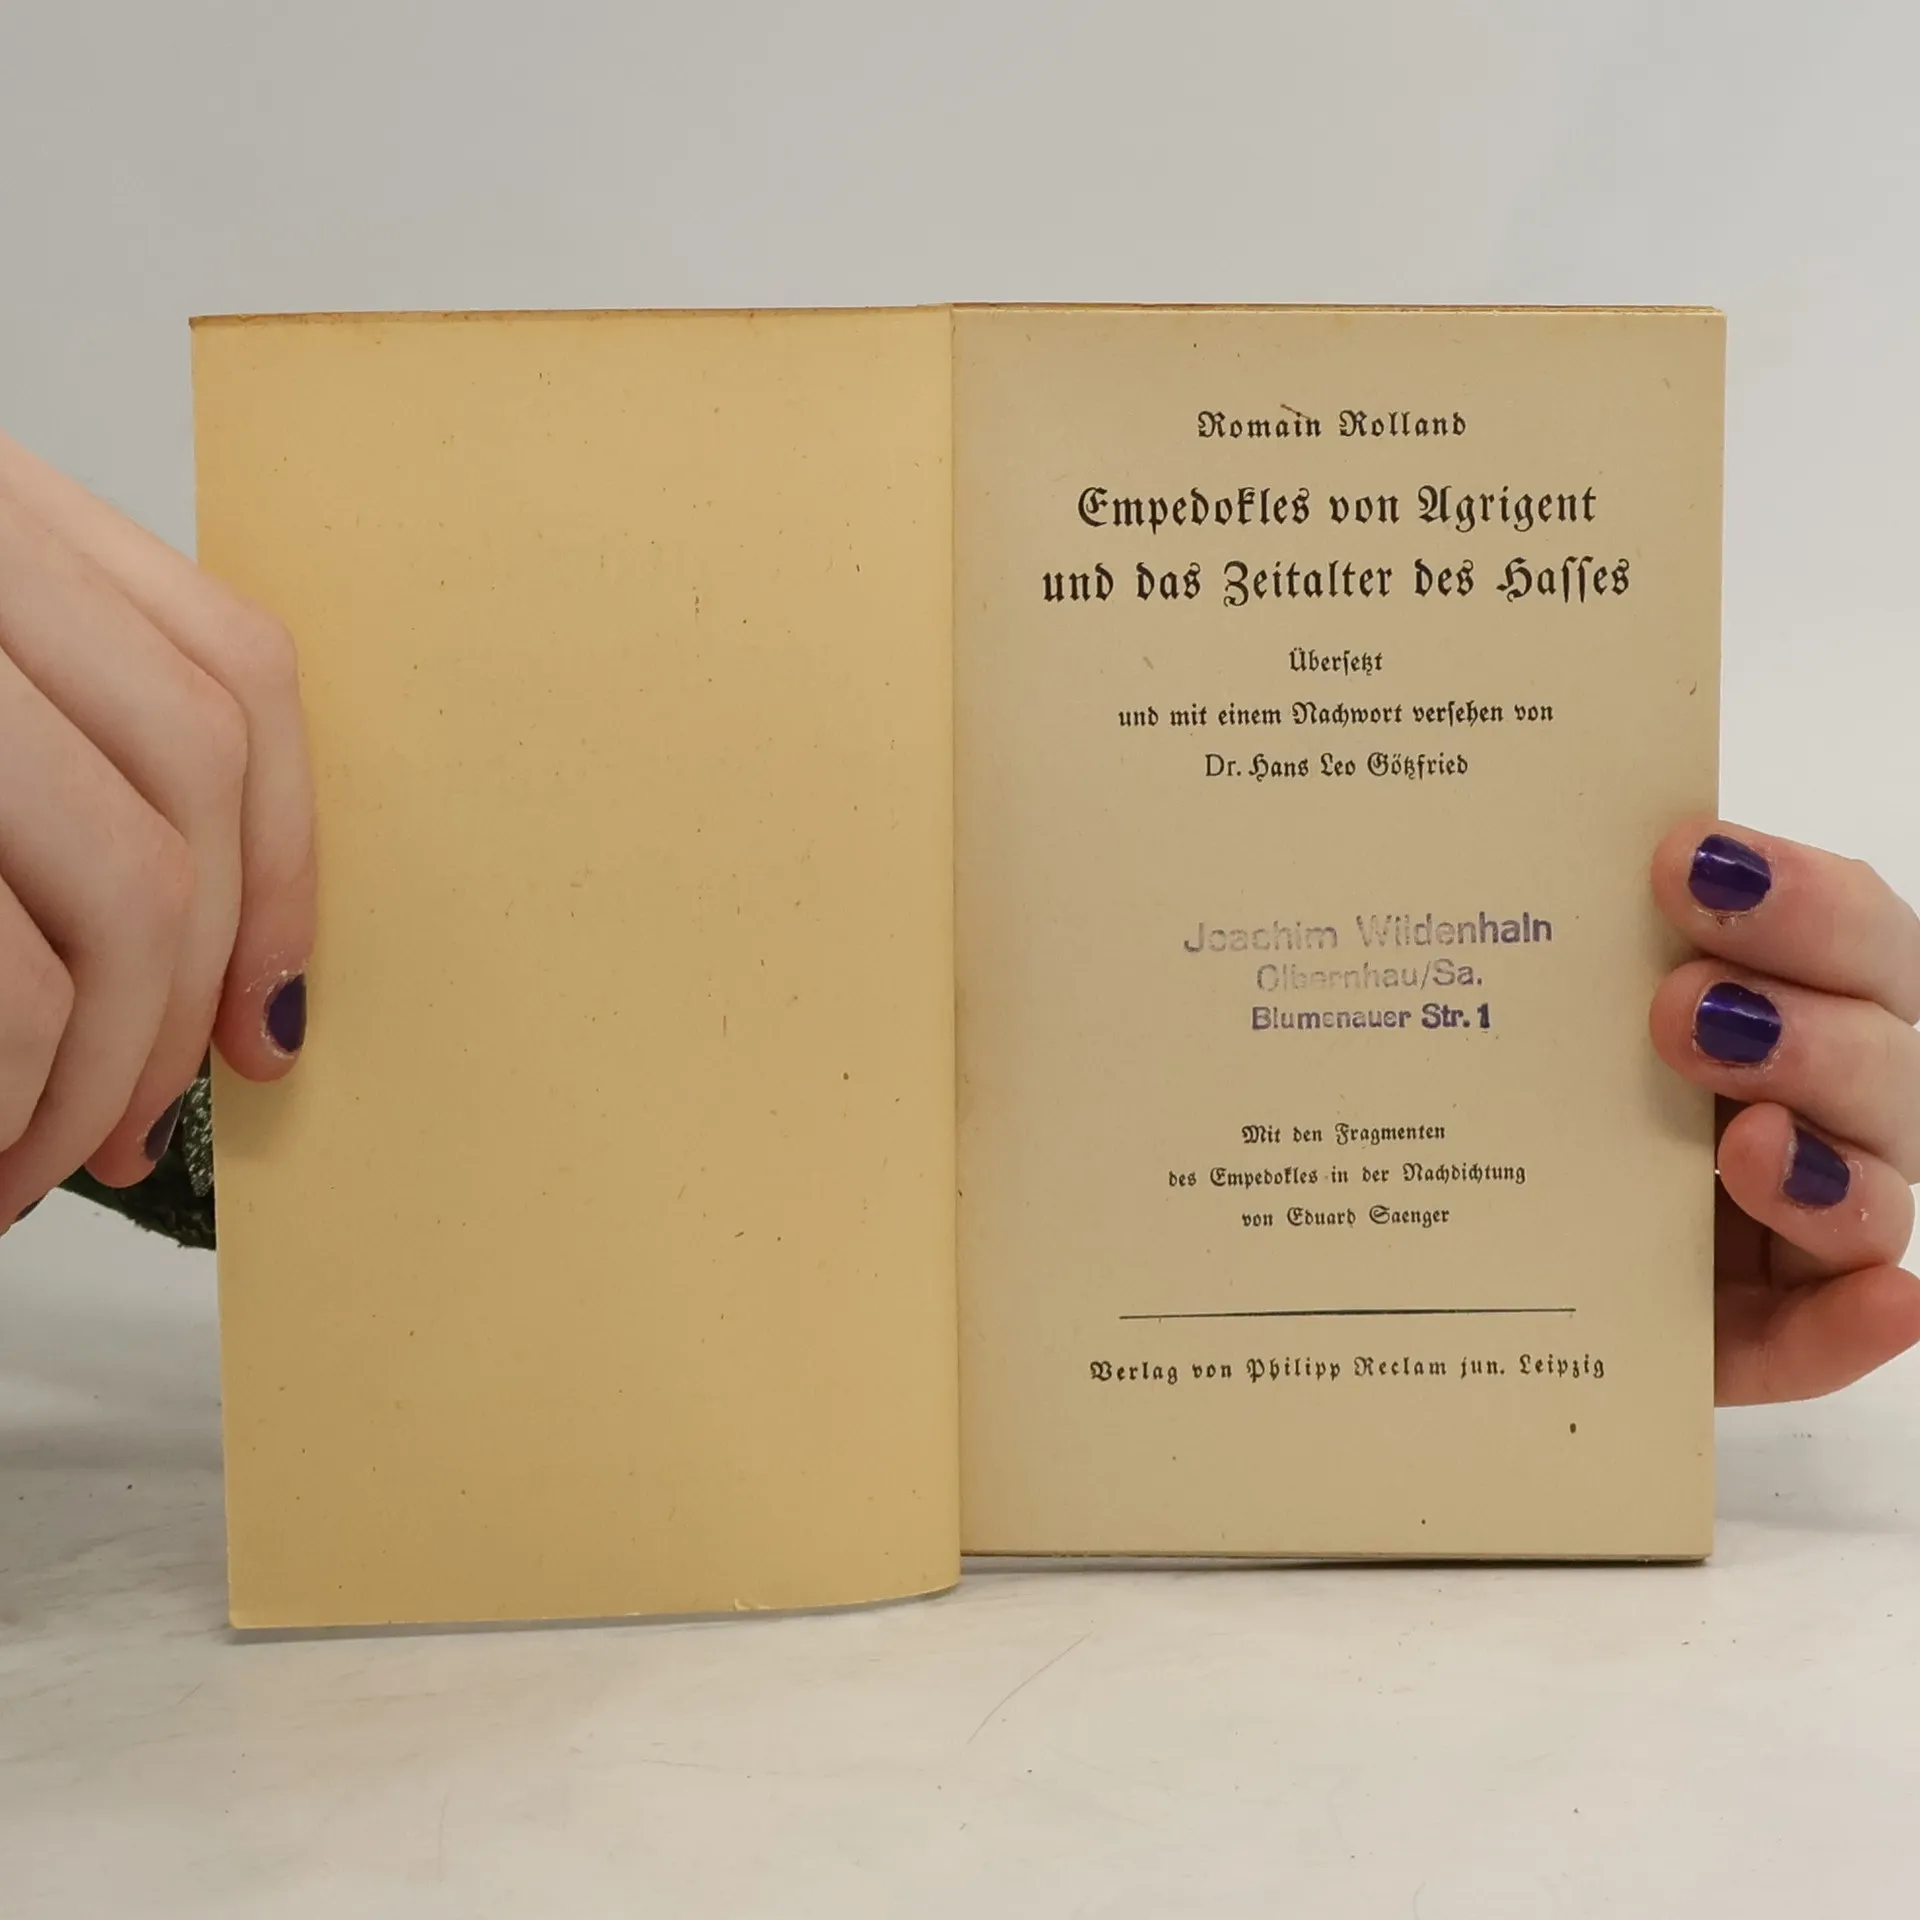 Romain Rolland
Empedokles von Agrigent
und das Zeitalter des Haſſes
Überſetzt
und mit einem Nachwort verſehen von
Dr. Hans Leo Götzfried
Joachim Wildenhain
Olbernhau/Sa.
Blumenauer Str. 1
Mit den Fragmenten
des Empedokles in der Nachdichtung
von Eduard Saenger
Verlag von Philipp Reclam jun. Leipzig